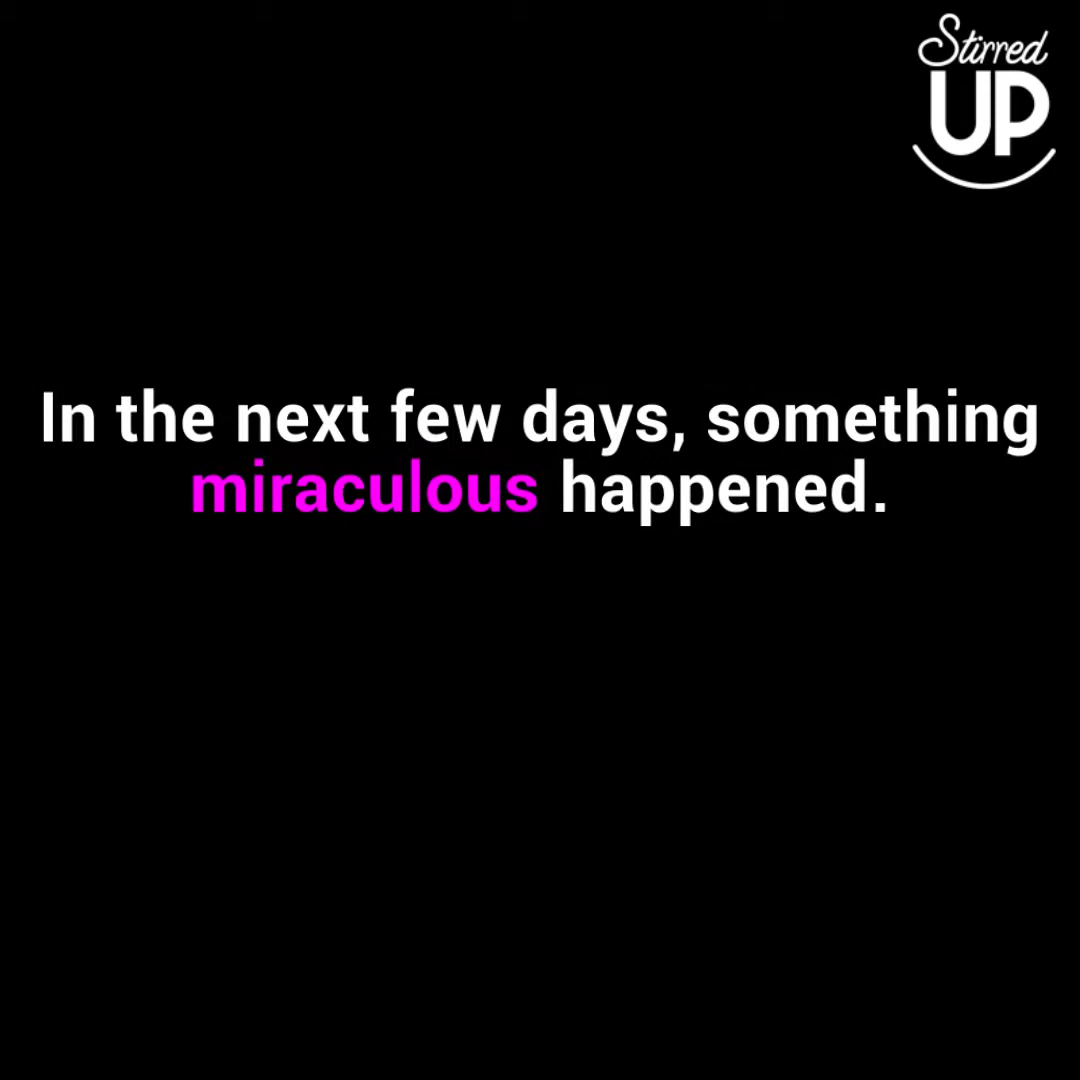 Stirred
UP
In the next few days, something
miraculous happened.